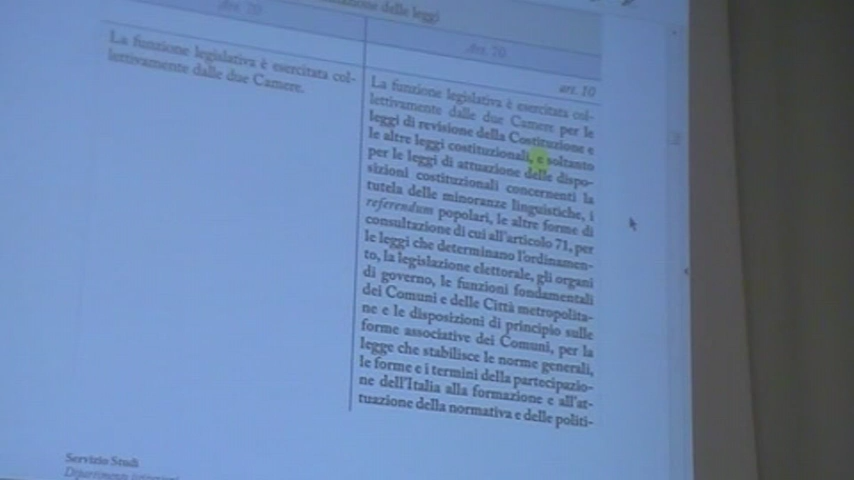 delle leggi
Art. 70
La funzione legislativa è esercitata col-
lettivamente dalle due Camere.
Art. 70
art. 10
La funzione legislativa è esercitata col-
lettivamente dalle due Camere per le
leggi di revisione della Costituzione e
le altre leggi costituzionali, e soltanto
per le leggi di attuazione delle dispo-
sizioni costituzionali concernenti la
tutela delle minoranze linguistiche, i
referendum popolari, le altre forme di
consultazione di cui all'articolo 71, per
le leggi che determinano l'ordinamen-
to, la legislazione elettorale, gli organi
di governo, le funzioni fondamentali
dei Comuni e delle Città metropolita-
ne e le disposizioni di principio sulle
forme associative dei Comuni, per la
legge che stabilisce le norme generali,
le forme e i termini della partecipazio-
ne dell'Italia alla formazione e all'at-
tuazione della normativa e delle politi-
Servizio Studi
Dipartimento